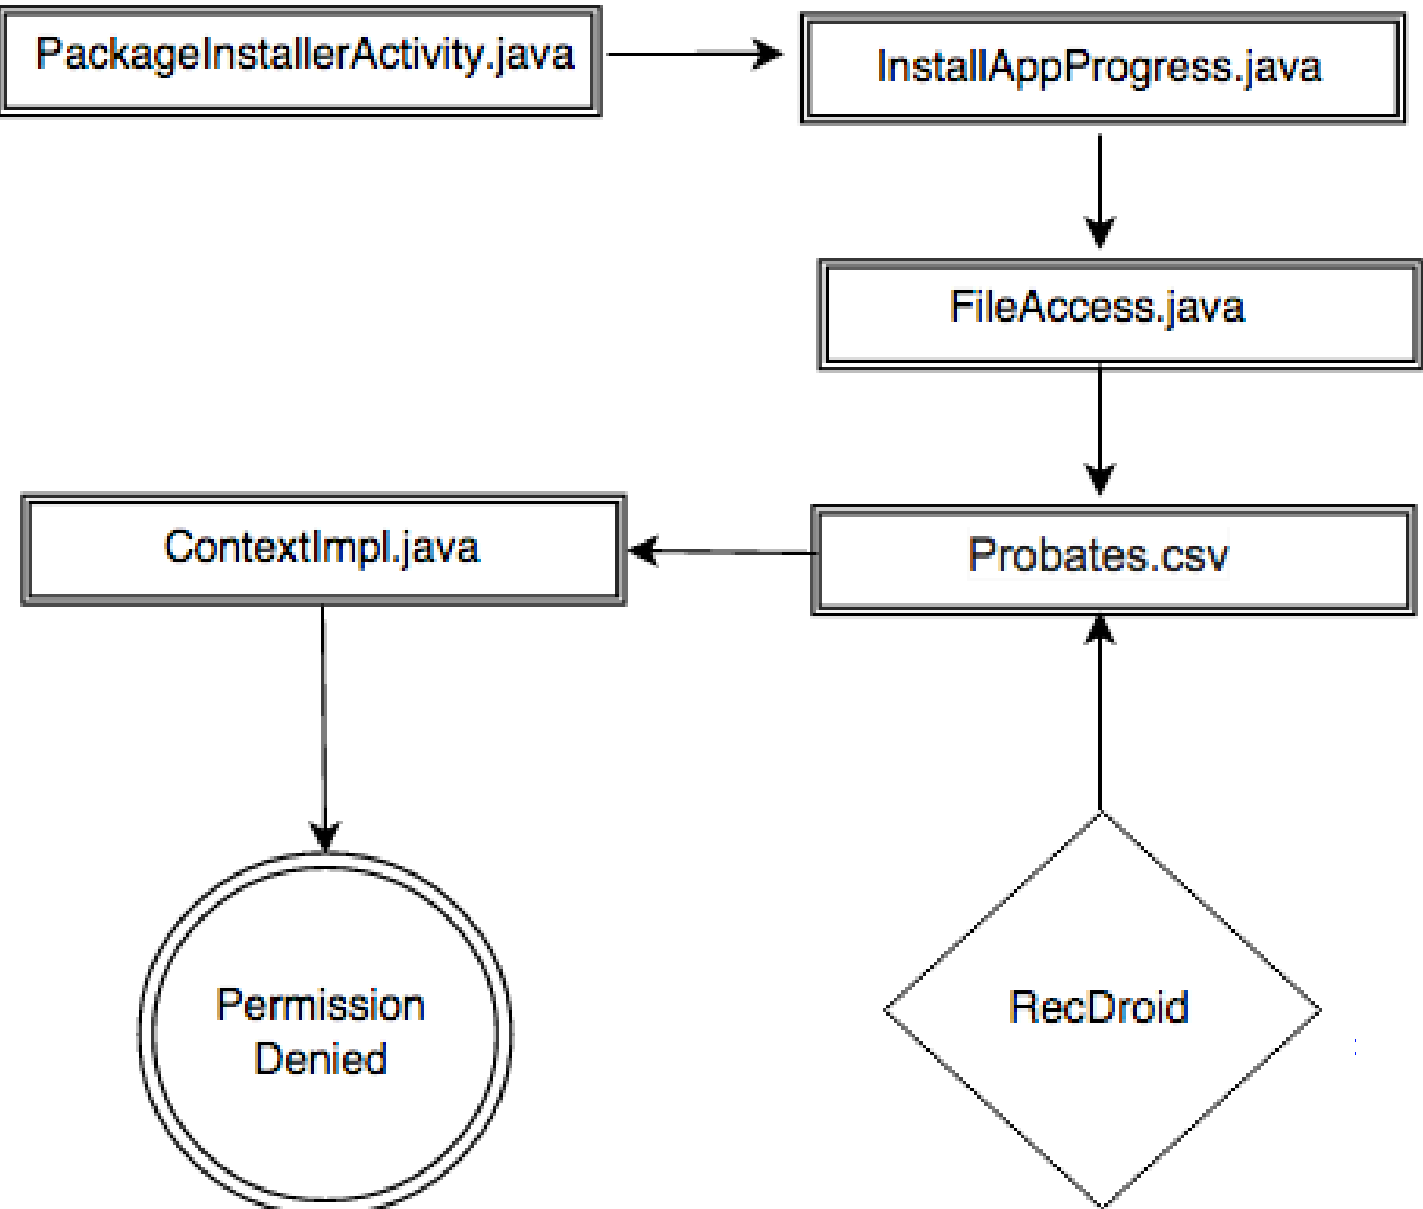 PackageInstallerActivity.java
InstallAppProgress.java
FileAccess.java
ContextImpl.java
Probates.csv
Permission
Denied
RecDroid